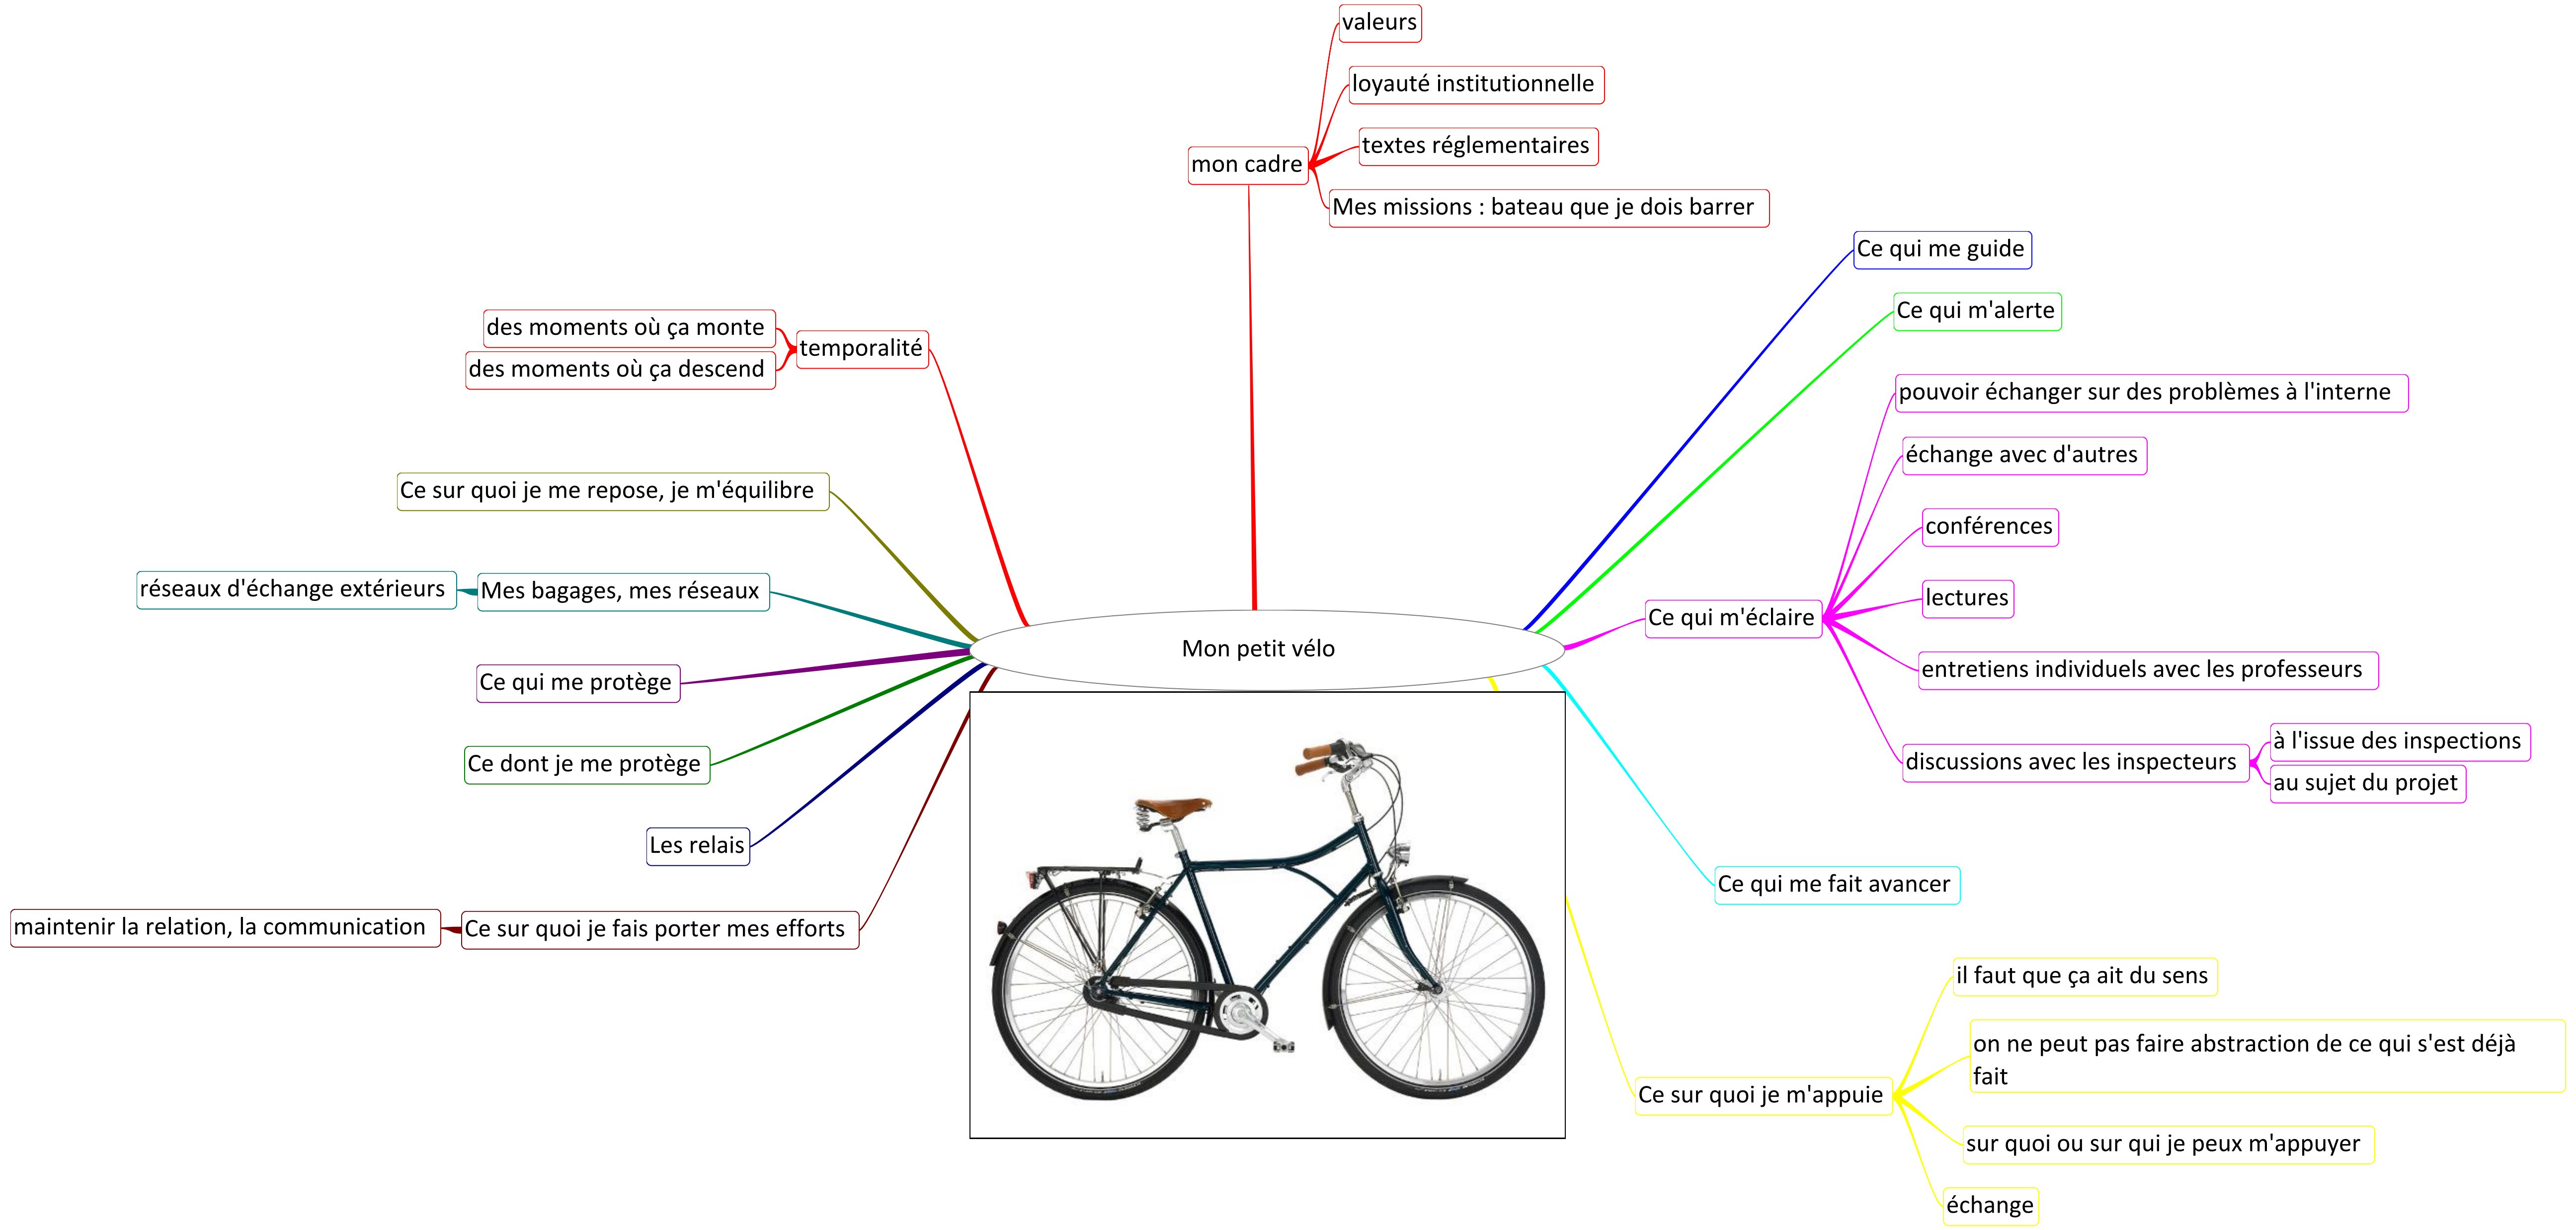 valeurs
loyauté institutionnelle
textes réglementaires
mon cadre
Mes missions : bateau que je dois barrer
Ce qui me guide
Ce qui m'alerte
pouvoir échanger sur des problèmes à l'interne
échange avec d'autres
conférences
lectures
Ce qui m'éclaire
entretiens individuels avec les professeurs
discussions avec les inspecteurs
à l'issue des inspections
au sujet du projet
Ce qui me fait avancer
il faut que ça ait du sens
on ne peut pas faire abstraction de ce qui s'est déjà
fait
Ce sur quoi je m'appuie
sur quoi ou sur qui je peux m'appuyer
échange
Mon petit vélo
des moments où ça monte
des moments où ça descend
temporalité
Ce sur quoi je me repose, je m'équilibre
réseaux d'échange extérieurs
Mes bagages, mes réseaux
Ce qui me protège
Ce dont je me protège
Les relais
maintenir la relation, la communication
Ce sur quoi je fais porter mes efforts